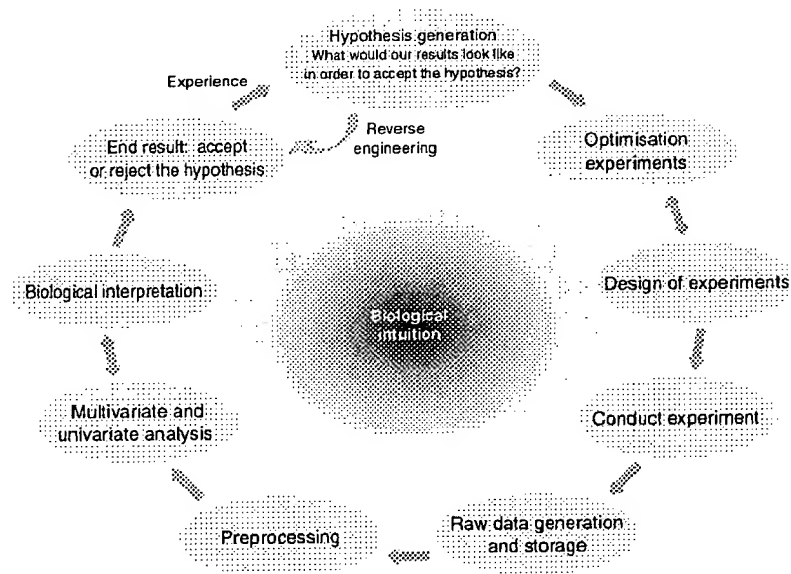 Hypothesis generation
What would our results look like
in order to accept the hypothesis?
Experience
Reverse
engineering
End result: accept
or reject the hypothesis
Optimisation
experiments
Biological interpretation
Design of experiments
Biological
intuition
Multivariate and
univariate analysis
Conduct experiment
Preprocessing
Raw data generation
and storage